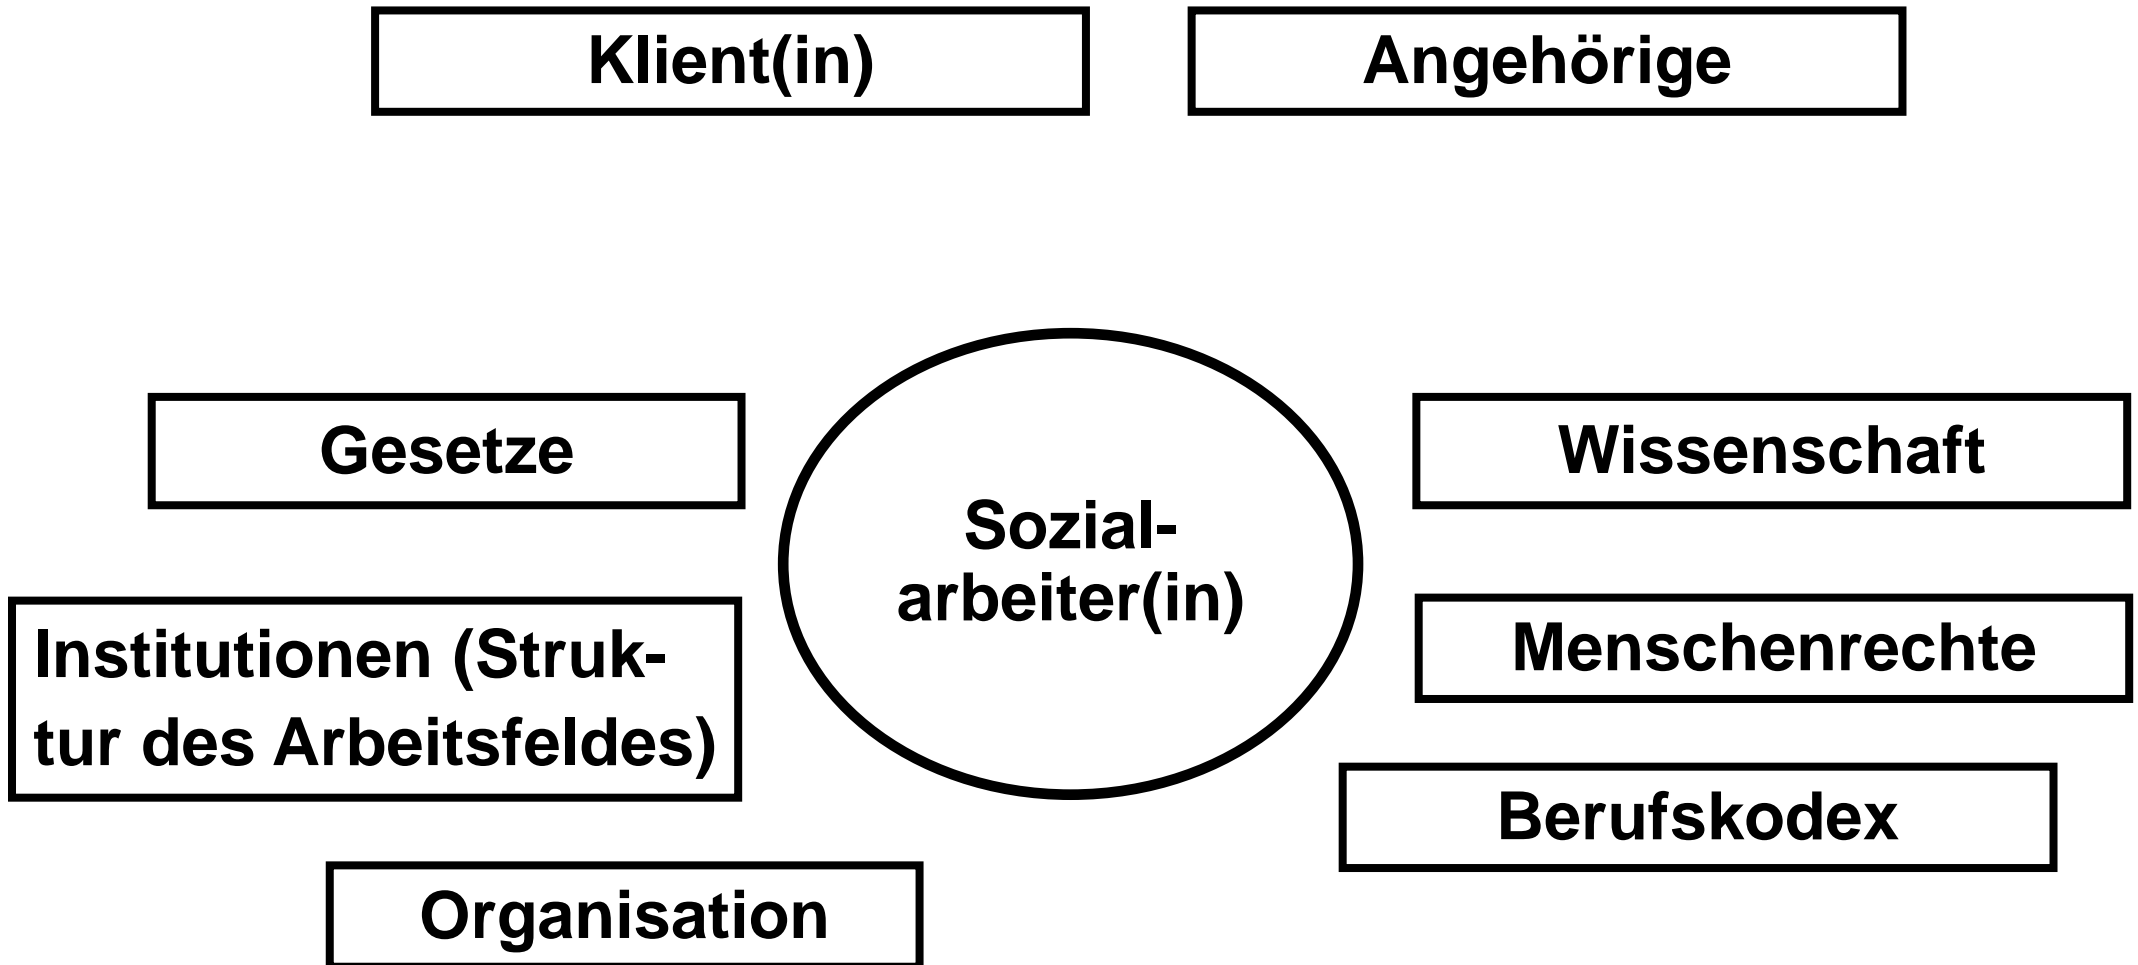 Klient(in)
Angehörige
Gesetze
Wissenschaft
Sozial-
arbeiter(in)
Institutionen (Struk-
tur des Arbeitsfeldes)
Menschenrechte
Berufskodex
Organisation